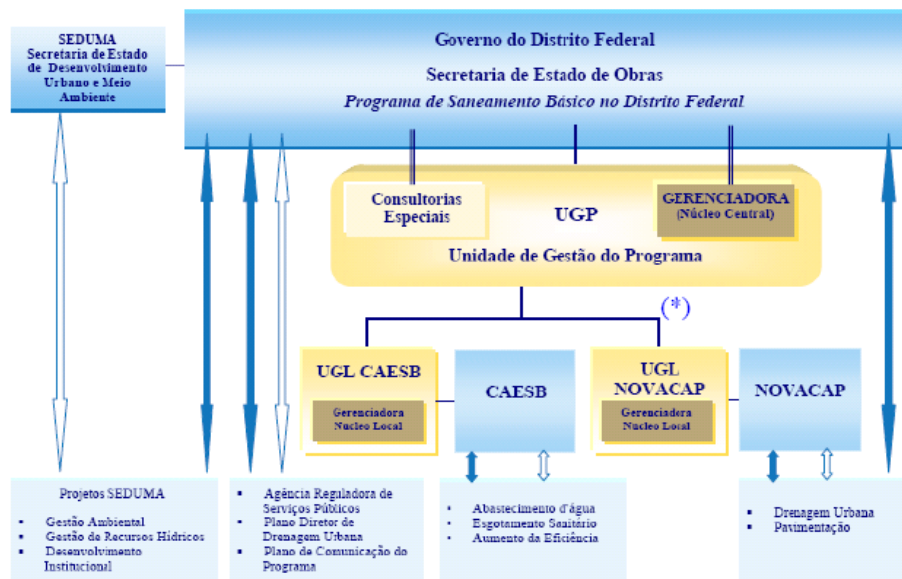 SEDUMA
Secretaria de Estado
de Desenvolvimento
Urbano e Meio
Ambiente
Governo do Distrito Federal
Secretaria de Estado de Obras
Programa de Saneamento Básico no Distrito Federal
Consultorias
Especiais
UGP
GERENCIADORA
(Núcleo Central)
Unidade de Gestão do Programa
(*)
UGL CAESB
Gerenciadora
Nucleo Local
CAESB
UGL
NOVACAP
Gerenciadora
Nucleo Local
NOVACAP
Projetos SEDUMA
▪ Gestão Ambiental
▪ Gestão de Recursos Hídricos
▪ Desenvolvimento
Institucional
▪ Agência Reguladora de
Serviços Públicos
▪ Plano Diretor de
Drenagem Urbana
▪ Plano de Comunicação do
Programa
▪ Abastecimento d'água
▪ Esgotamento Sanitário
▪ Aumento da Eficiência
▪ Drenagem Urbana
▪ Pavimentação